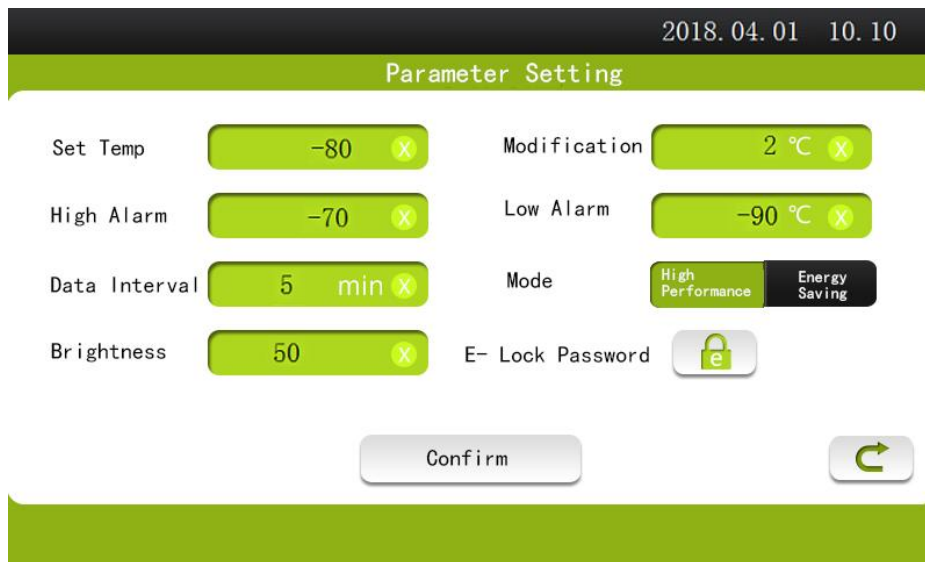 2018.04.01 10.10
Parameter Setting
Set Temp -80 X
Modification 2 ℃ X
High Alarm -70 X
Low Alarm -90 ℃ X
Data Interval 5 min X
Mode
High
Performance
Energy
Saving
Brightness 50 X
E- Lock Password e
Confirm